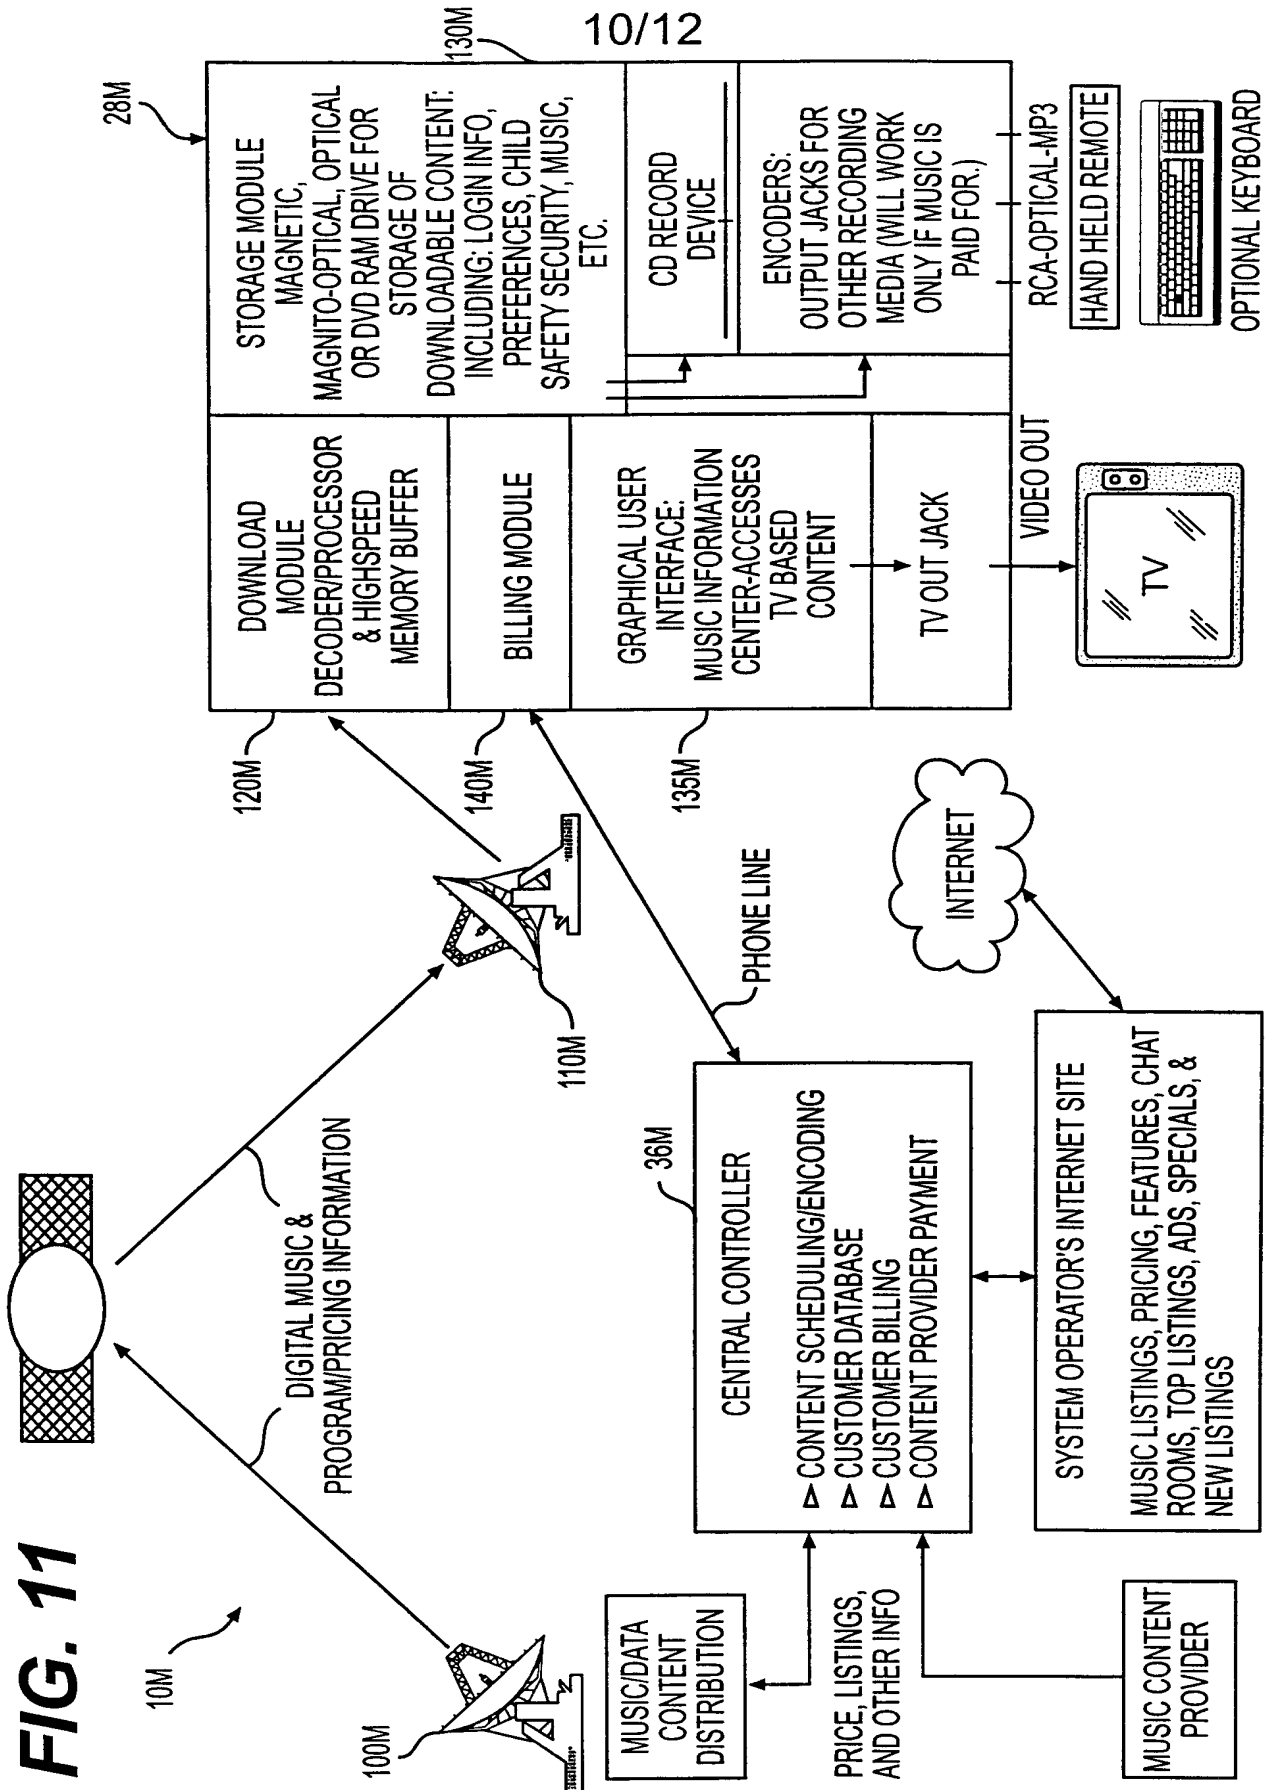 10/12
FIG. 11
10M
100M
DIGITAL MUSIC &
PROGRAM/PRICING INFORMATION
110M
MUSIC/DATA
CONTENT
DISTRIBUTION
PRICE, LISTINGS,
AND OTHER INFO
MUSIC CONTENT
PROVIDER
36M
CENTRAL CONTROLLER
CONTENT SCHEDULING/ENCODING
CUSTOMER DATABASE
CUSTOMER BILLING
CONTENT PROVIDER PAYMENT
SYSTEM OPERATOR'S INTERNET SITE
MUSIC LISTINGS, PRICING, FEATURES, CHAT
ROOMS, TOP LISTINGS, ADS, SPECIALS, &
NEW LISTINGS
PHONE LINE
INTERNET
28M
120M
DOWNLOAD
MODULE
DECODER/PROCESSOR
& HIGHSPEED
MEMORY BUFFER
140M
BILLING MODULE
135M
GRAPHICAL USER
INTERFACE:
MUSIC INFORMATION
CENTER-ACCESSES
TV BASED
CONTENT
TV OUT JACK
VIDEO OUT
TV
130M
STORAGE MODULE
MAGNETIC,
MAGNITO-OPTICAL, OPTICAL
OR DVD RAM DRIVE FOR
STORAGE OF
DOWNLOADABLE CONTENT:
INCLUDING; LOGIN INFO,
PREFERENCES, CHILD
SAFETY SECURITY, MUSIC,
ETC.
CD RECORD
DEVICE
ENCODERS:
OUTPUT JACKS FOR
OTHER RECORDING
MEDIA (WILL WORK
ONLY IF MUSIC IS
PAID FOR.)
RCA-OPTICAL-MP3
HAND HELD REMOTE
OPTIONAL KEYBOARD